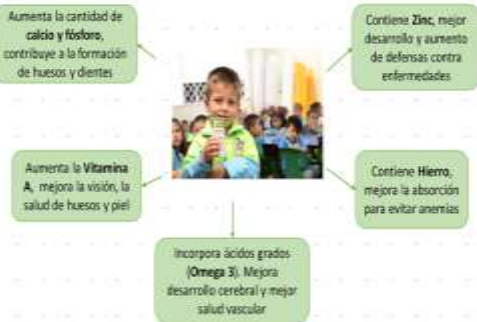 Aumenta la cantidad de
calcio y fósforo,
contribuye a la formación
de huesos y dientes
Contiene Zinc, mejor
desarrollo y aumento
de defensas contra
enfermedades
Aumenta la Vitamina
A, mejora la visión, la
salud de huesos y piel
Contiene Hierro,
mejora la absorción
para evitar anemias
Incorpora ácidos grados
(Omega 3). Mejora
desarrollo cerebral y mejor
salud vascular